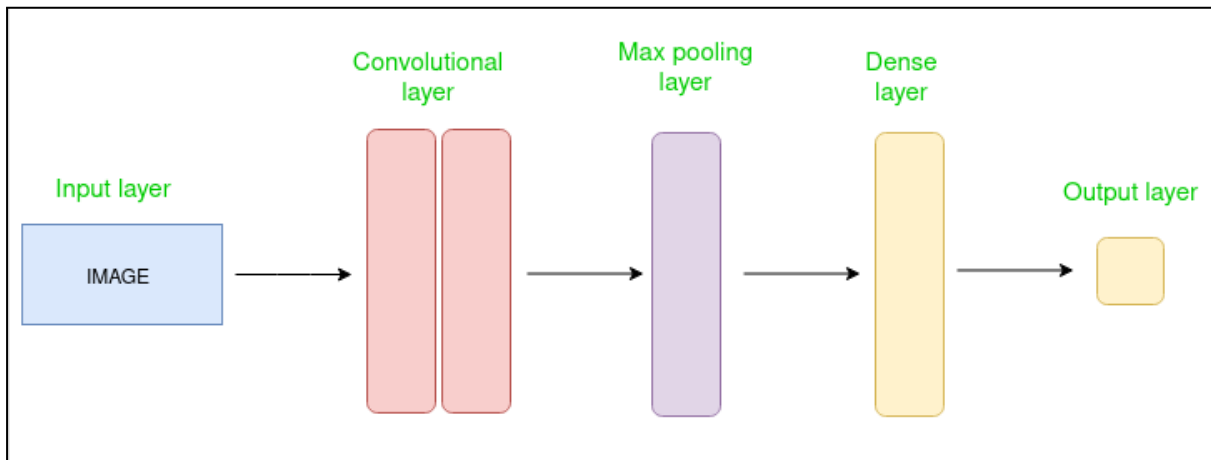 Input layer
IMAGE
Convolutional
layer
Max pooling
layer
Dense
layer
Output layer